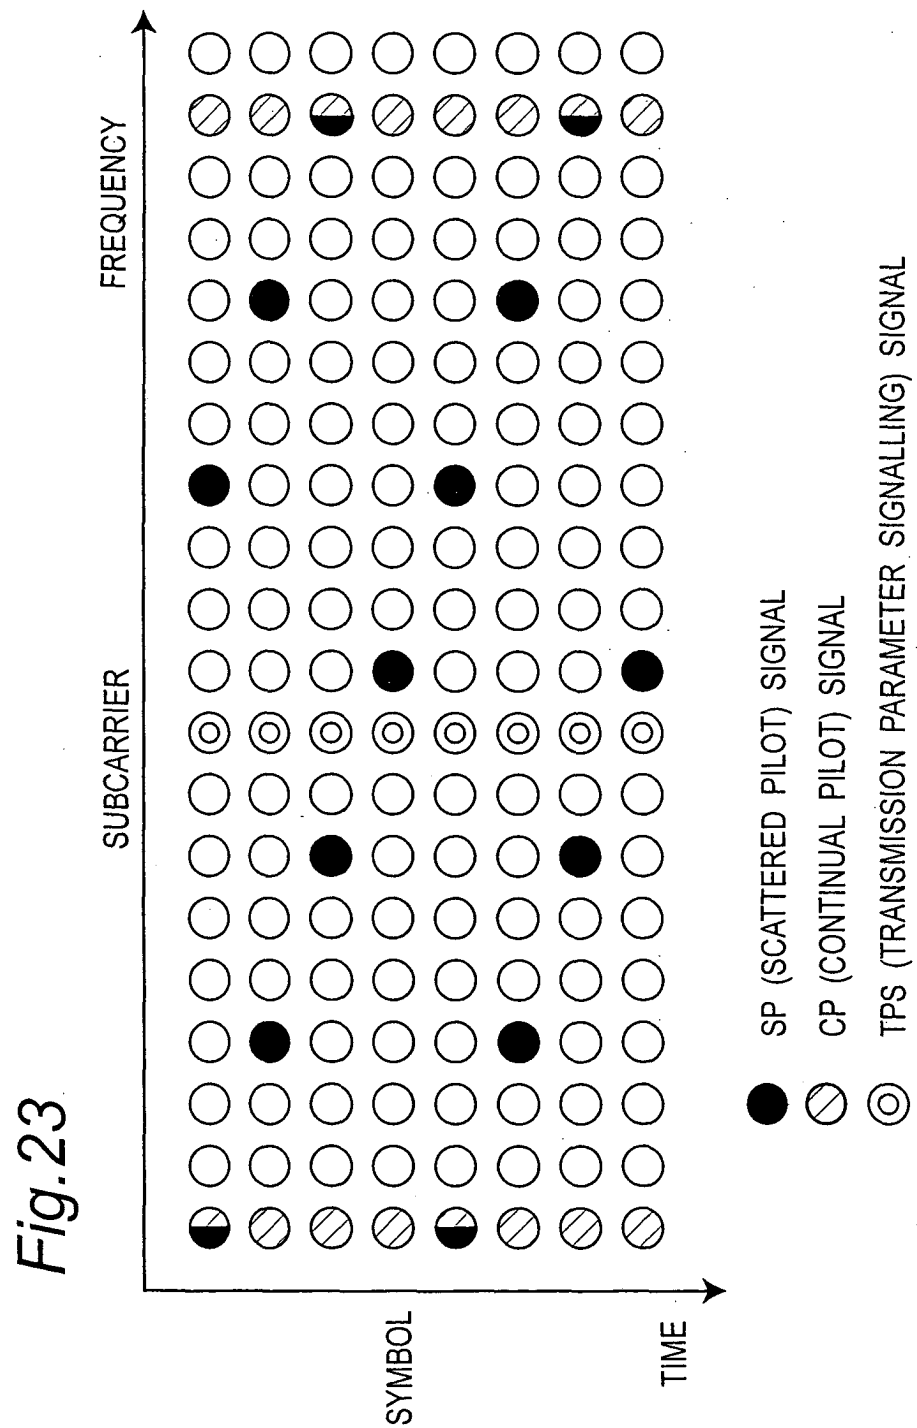 Fig.23
SUBCARRIER
FREQUENCY
SYMBOL
TIME
SP (SCATTERED PILOT) SIGNAL
CP (CONTINUAL PILOT) SIGNAL
TPS (TRANSMISSION PARAMETER SIGNALLING) SIGNAL